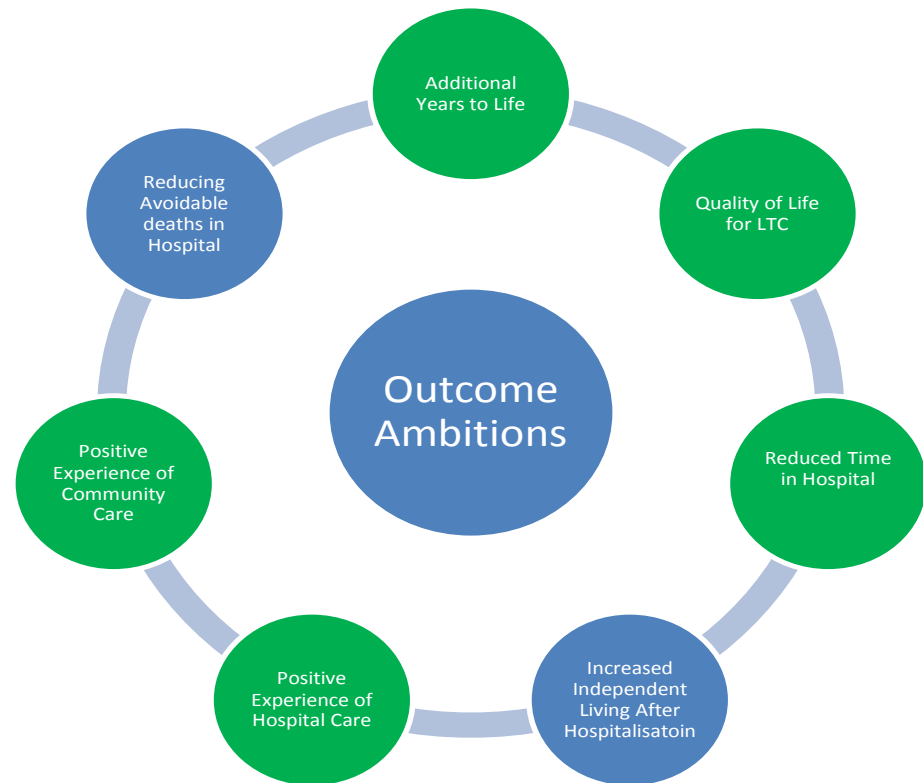 Additional
Years to Life
Quality of Life
for LTC
Reduced Time
in Hospital
Increased
Independent
Living After
Hospitalisatoin
Positive
Experience of
Hospital Care
Positive
Experience of
Community
Care
Reducing
Avoidable
deaths in
Hospital
Outcome
Ambitions